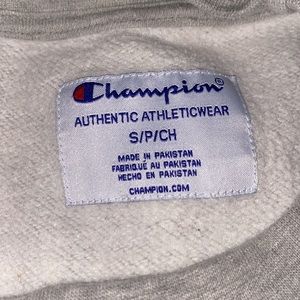 Champion
AUTHENTIC ATHLETICWEAR
S/P/CH
MADE IN PAKISTAN
FABRIQUÉ AU PAKISTAN
HECHO EN PAKISTAN
CHAMPION.COM